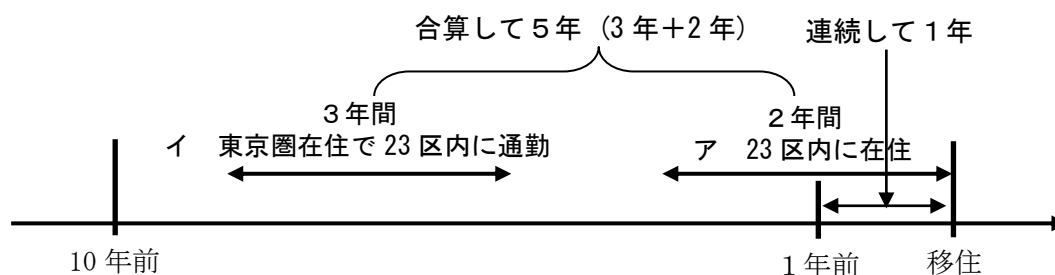 合算して５年（3 年＋2 年）
連続して１年
３年間
イ　東京圏在住で 23 区内に通勤
２年間
ア　23 区内に在住
10 年前
１年前
移住